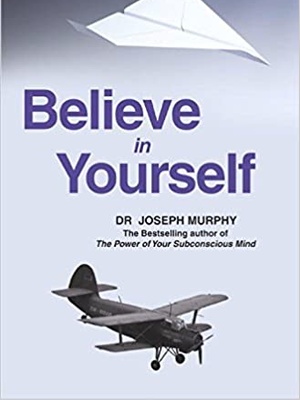 Believe
in
Yourself
DR JOSEPH MURPHY
The Bestselling author of
The Power of Your Subconscious Mind